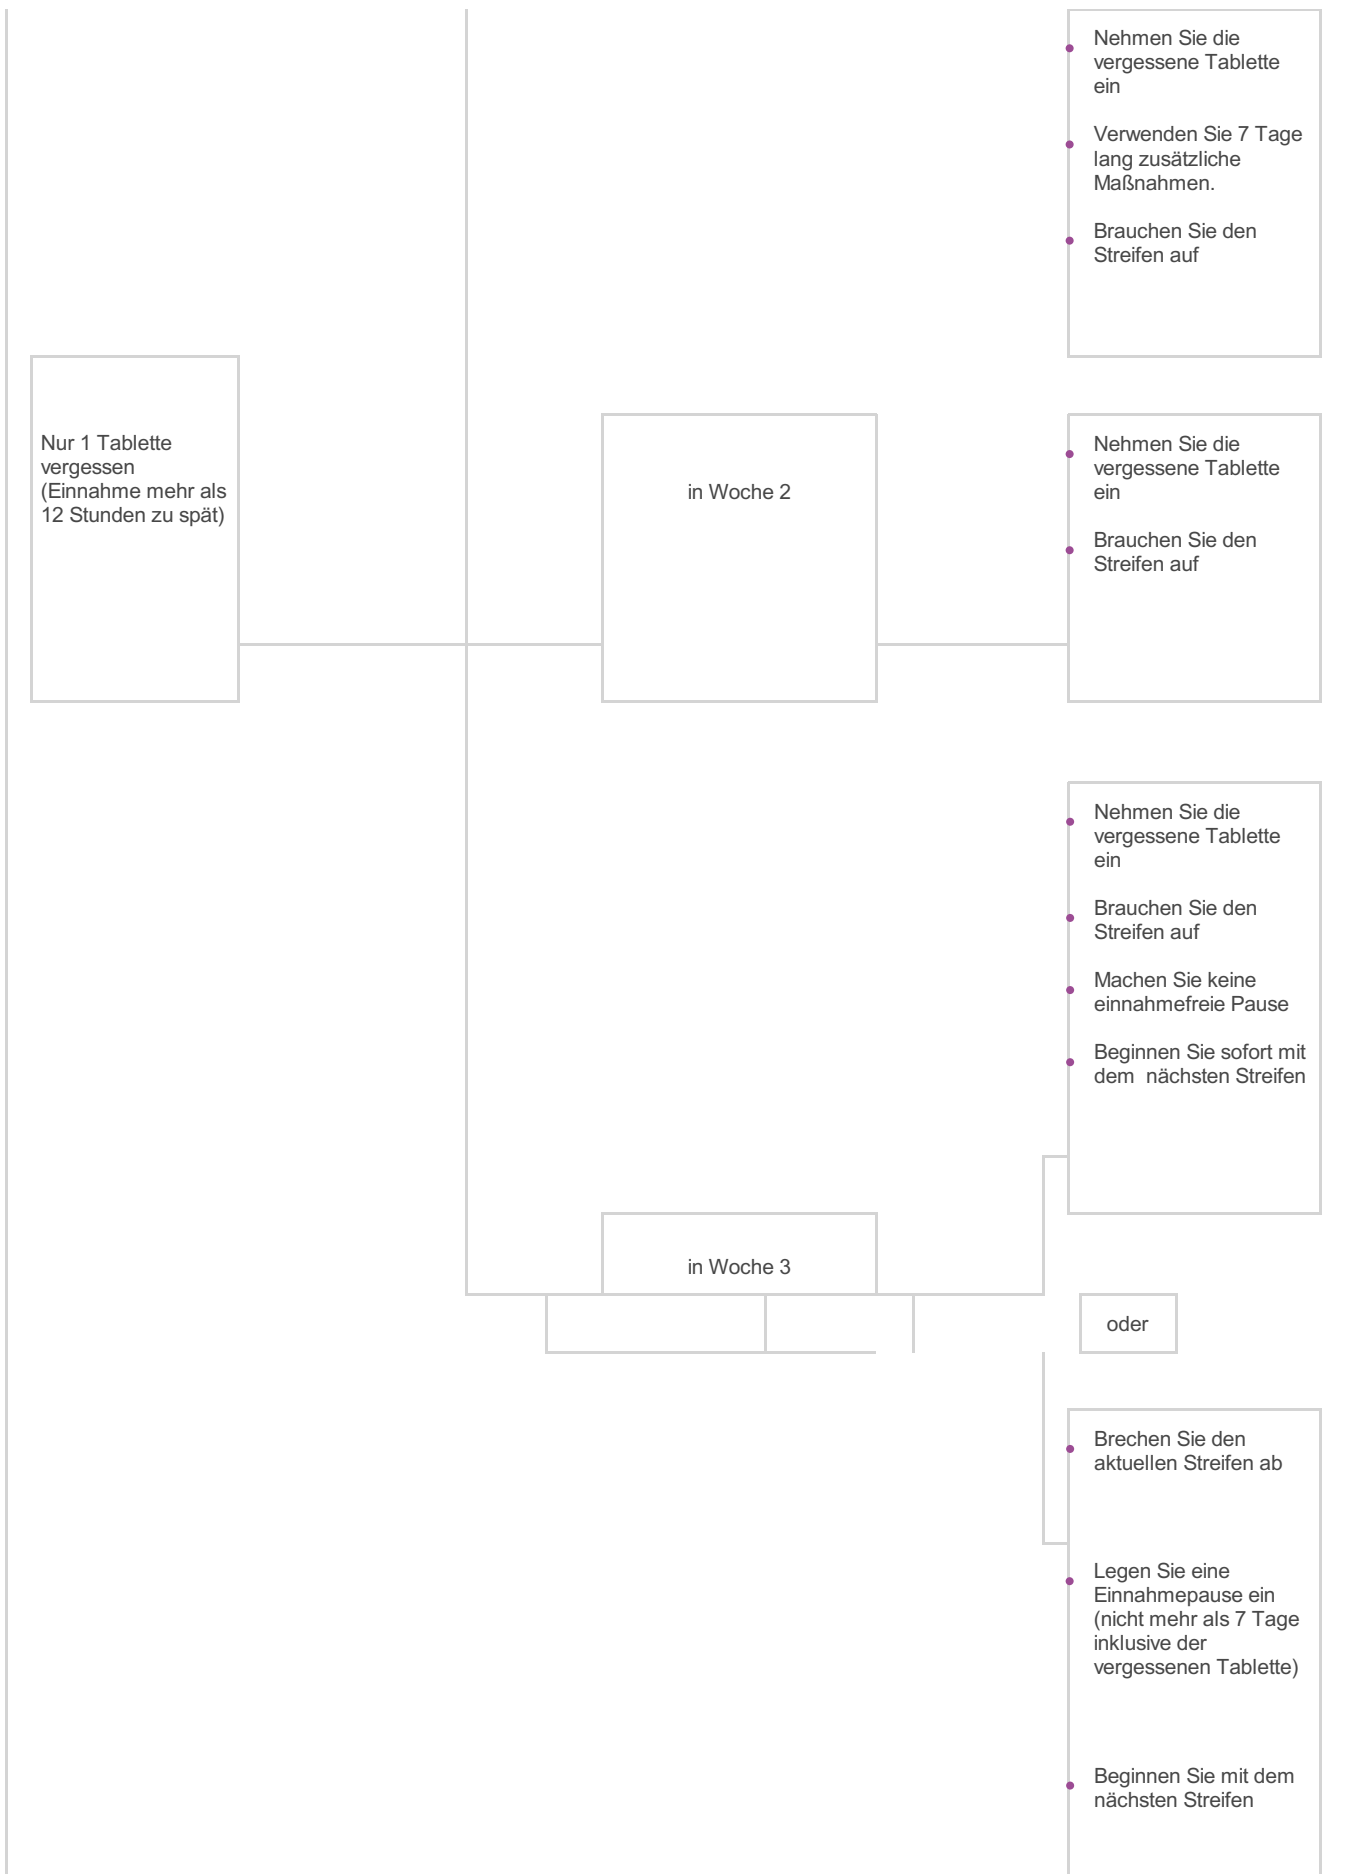 • Nehmen Sie die
vergessene Tablette
ein
• Verwenden Sie 7 Tage
lang zusätzliche
Maßnahmen.
• Brauchen Sie den
Streifen auf
Nur 1 Tablette
vergessen
(Einnahme mehr als
12 Stunden zu spät)
in Woche 2
• Nehmen Sie die
vergessene Tablette
ein
• Brauchen Sie den
Streifen auf
• Nehmen Sie die
vergessene Tablette
ein
• Brauchen Sie den
Streifen auf
• Machen Sie keine
einnahmefreie Pause
• Beginnen Sie sofort mit
dem nächsten Streifen
in Woche 3
oder
• Brechen Sie den
aktuellen Streifen ab
• Legen Sie eine
Einnahmepause ein
(nicht mehr als 7 Tage
inklusive der
vergessenen Tablette)
• Beginnen Sie mit dem
nächsten Streifen